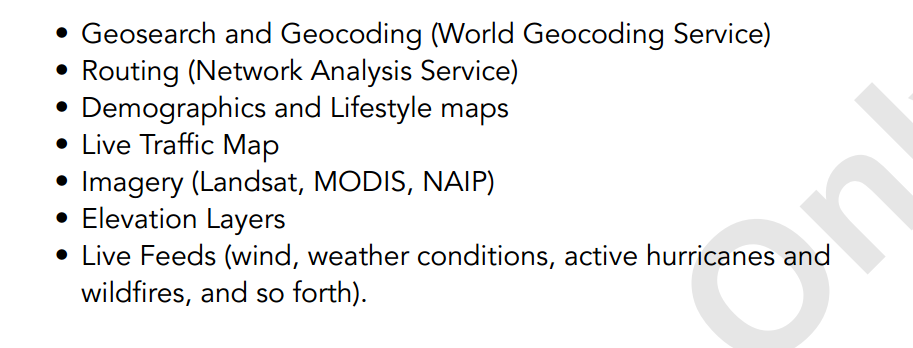 • Geosearch and Geocoding (World Geocoding Service)
• Routing (Network Analysis Service)
• Demographics and Lifestyle maps
• Live Traffic Map
• Imagery (Landsat, MODIS, NAIP)
• Elevation Layers
• Live Feeds (wind, weather conditions, active hurricanes and
wildfires, and so forth).